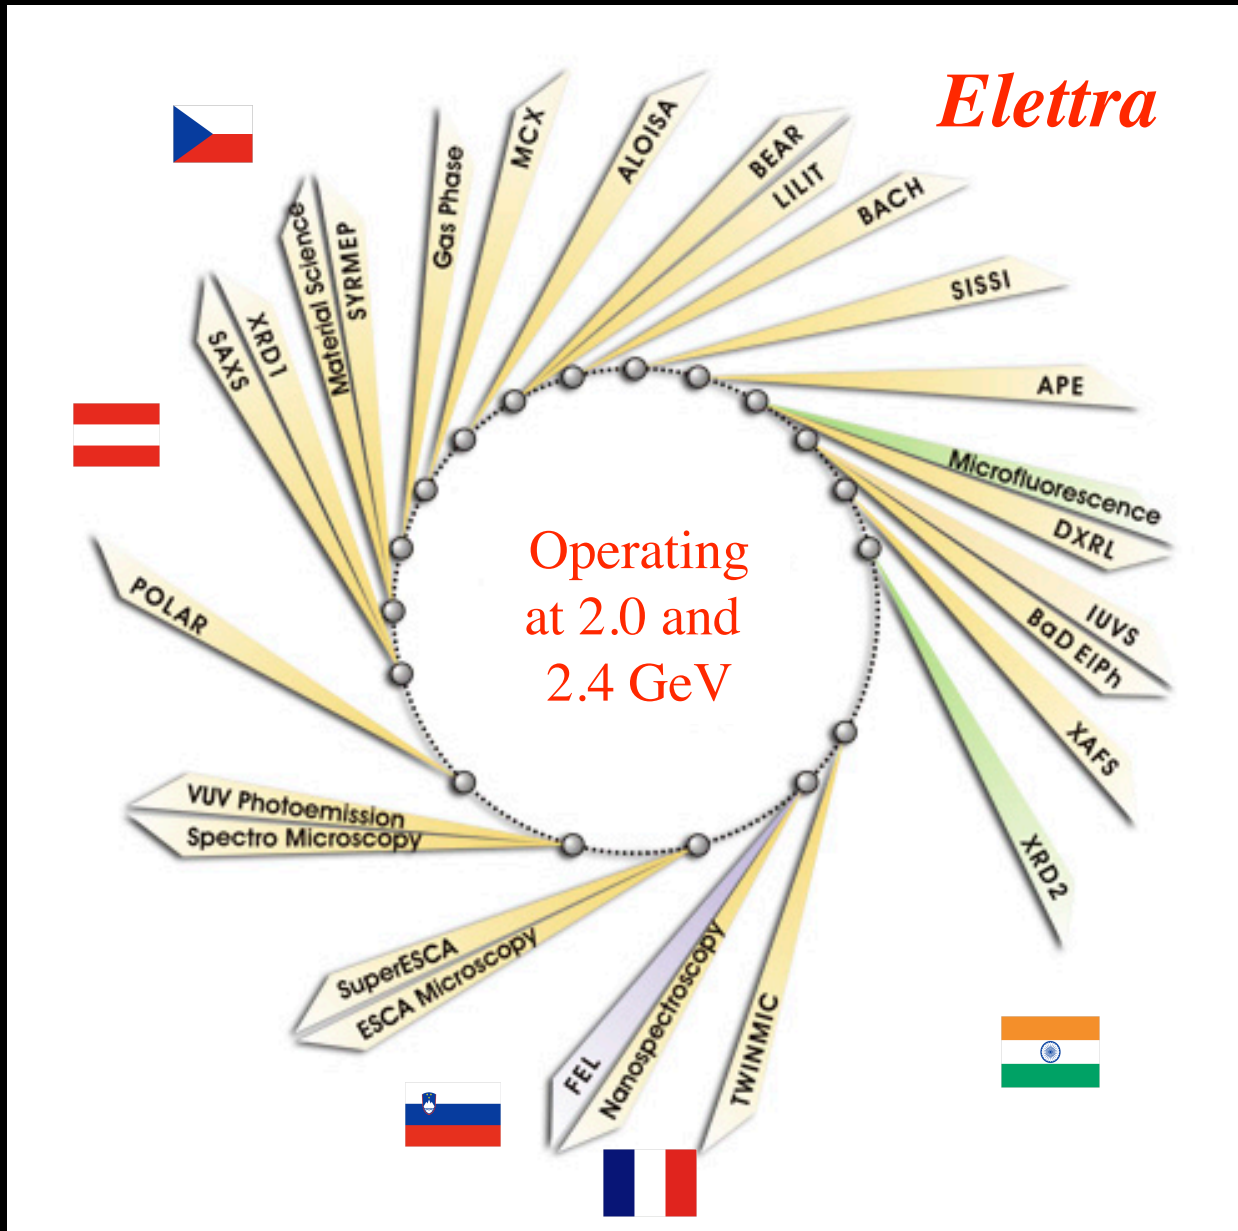 Elettra
MCX
ALOISA
BEAR
LILIT
BACH
Gas Phase
SYRMEP
Material Science
SISSI
XRD1
SAXS
APE
Microfluorescence
DXRL
Operating
at 2.0 and
2.4 GeV
POLAR
IUVS
BaD ElPh
XAFS
VUV Photoemission
Spectro Microscopy
XRD2
SuperESCA
ESCA Microscopy
FEL
Nanospectroscopy
TWINMIC